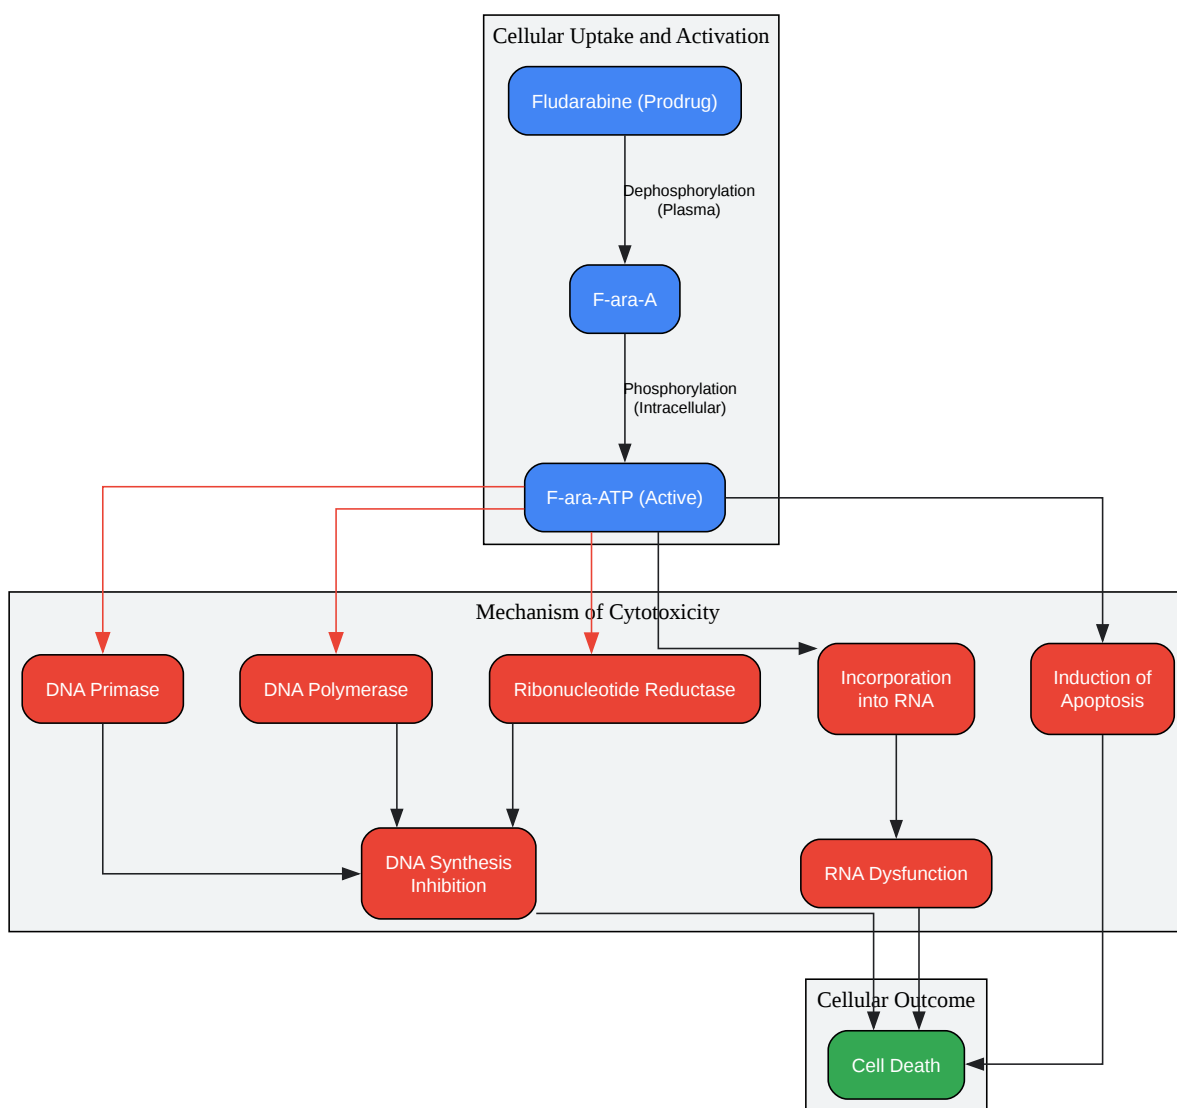 Cellular Uptake and Activation
Fludarabine (Prodrug)
Dephosphorylation
(Plasma)
F-ara-A
Phosphorylation
(Intracellular)
F-ara-ATP (Active)
Mechanism of Cytotoxicity
DNA Primase
DNA Polymerase
Ribonucleotide Reductase
Incorporation
into RNA
Induction of
Apoptosis
DNA Synthesis
Inhibition
RNA Dysfunction
Cellular Outcome
Cell Death